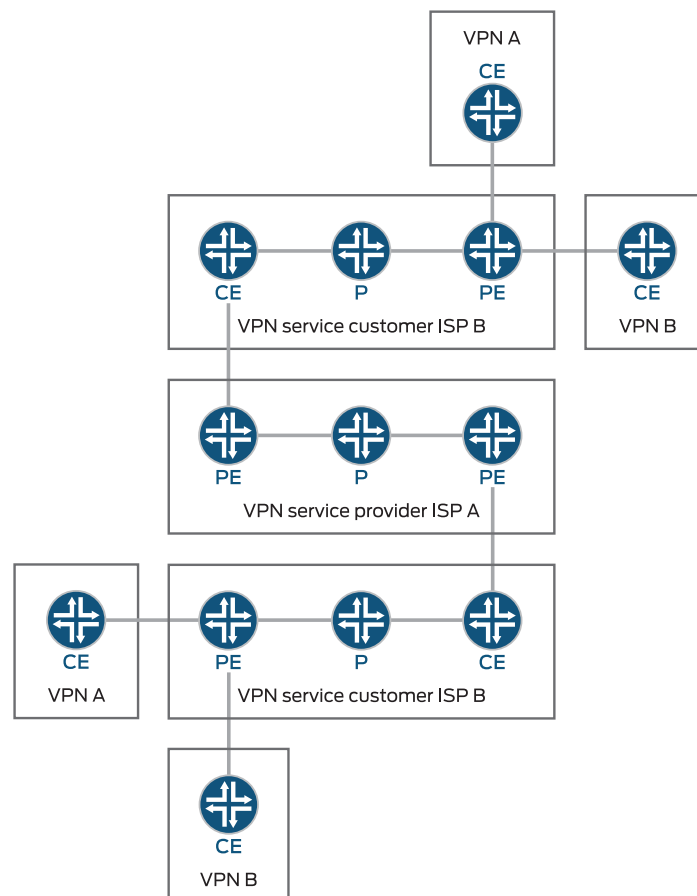 VPN A
CE
CE P PE CE
VPN service customer ISP B VPN B
PE P PE
VPN service provider ISP A
CE PE P CE
VPN A VPN service customer ISP B
CE
VPN B